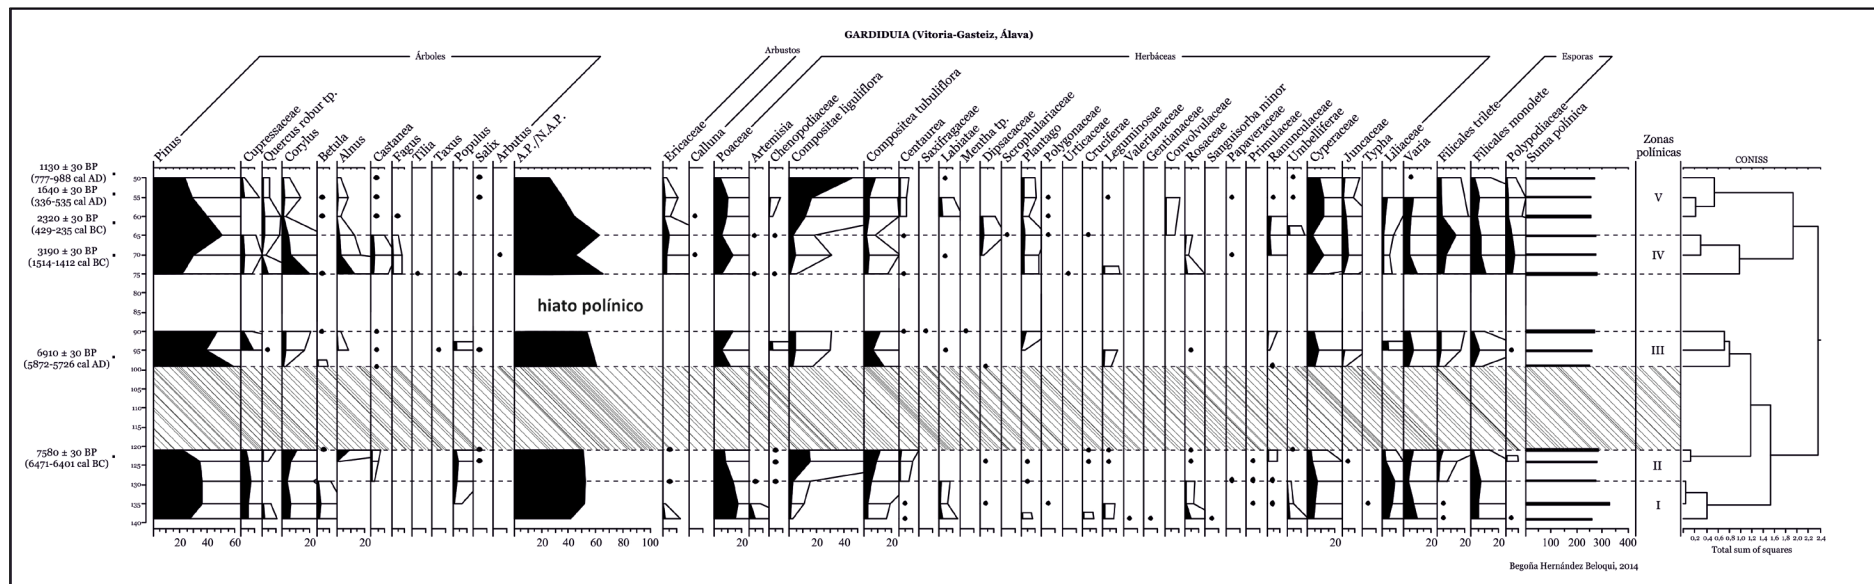 GARDIDUIA (Vitoria-Gasteiz, Álava)
Árboles
Arbustos
Herbáceas
Esporas
Pinus
Cupressaceae
Quercus robur tp.
Corylus
Betula
Alnus
Castanea
Fagus
Tilia
Taxus
Populus
Salix
Arbutus
A.P./N.A.P.
Ericaceae
Calluna
Poaceae
Artemisia
Chenopodiaceae
Compositae liguliflora
Compositea tubuliflora
Centaurea
Saxifragaceae
Labiatae
Mentha tp.
Dipsacaceae
Scrophulariaceae
Plantago
Polygonaceae
Urticaceae
Cruciferae
Leguminosae
Valerianaceae
Gentianaceae
Convolvulaceae
Rosaceae
Sanguisorba minor
Papaveraceae
Primulaceae
Ranunculaceae
Umbelliferae
Cyperaceae
Juncaceae
Typha
Liliaceae
Varia
Filicales trilete
Filicales monolete
Polypodiaceae
Suma polínica
Zonas
polínicas
CONISS
1130 ± 30 BP
(777-988 cal AD)
1640 ± 30 BP
(336-535 cal AD)
2320 ± 30 BP
(429-235 cal BC)
3190 ± 30 BP
(1514-1412 cal BC)
6910 ± 30 BP
(5872-5726 cal AD)
7580 ± 30 BP
(6471-6401 cal BC)
50
55
60
65
70
75
80
85
90
95
100
105
110
115
120
125
130
135
140
hiato polínico
V
IV
III
II
I
20 40 60 20 20 20 40 60 80 100 20 20 40 20 20 20 20 20 100 200 300 400
0,2 0,4 0,6 0,8 1,0 1,2 1,4 1,6 1,8 2,0 2,2 2,4
Total sum of squares
Begoña Hernández Beloqui, 2014